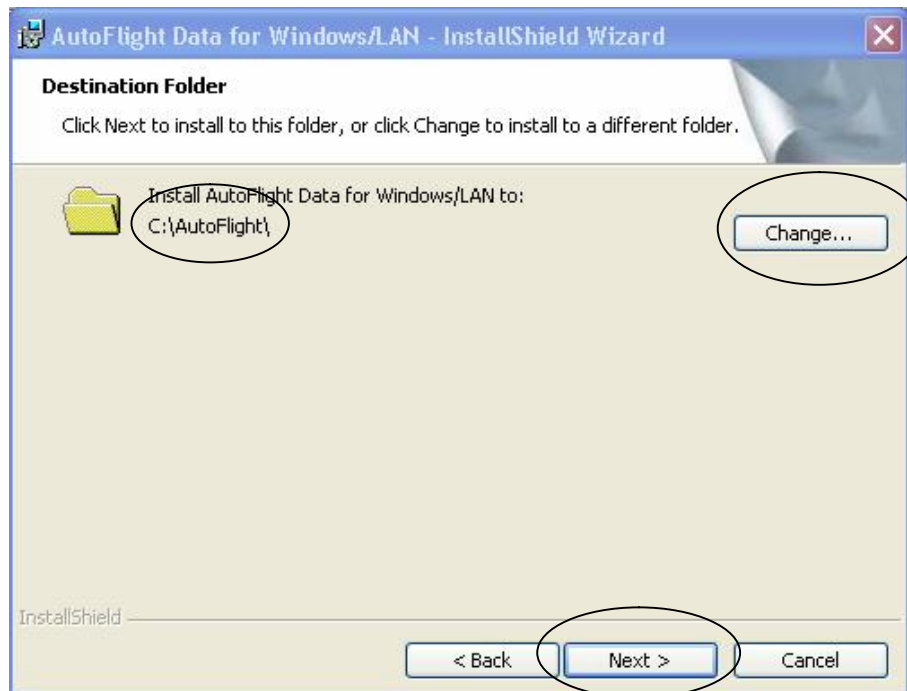 AutoFlight Data for Windows/LAN - InstallShield Wizard
Destination Folder
Click Next to install to this folder, or click Change to install to a different folder.
Install AutoFlight Data for Windows/LAN to:
C:\AutoFlight\
Change...
InstallShield
< Back
Next >
Cancel